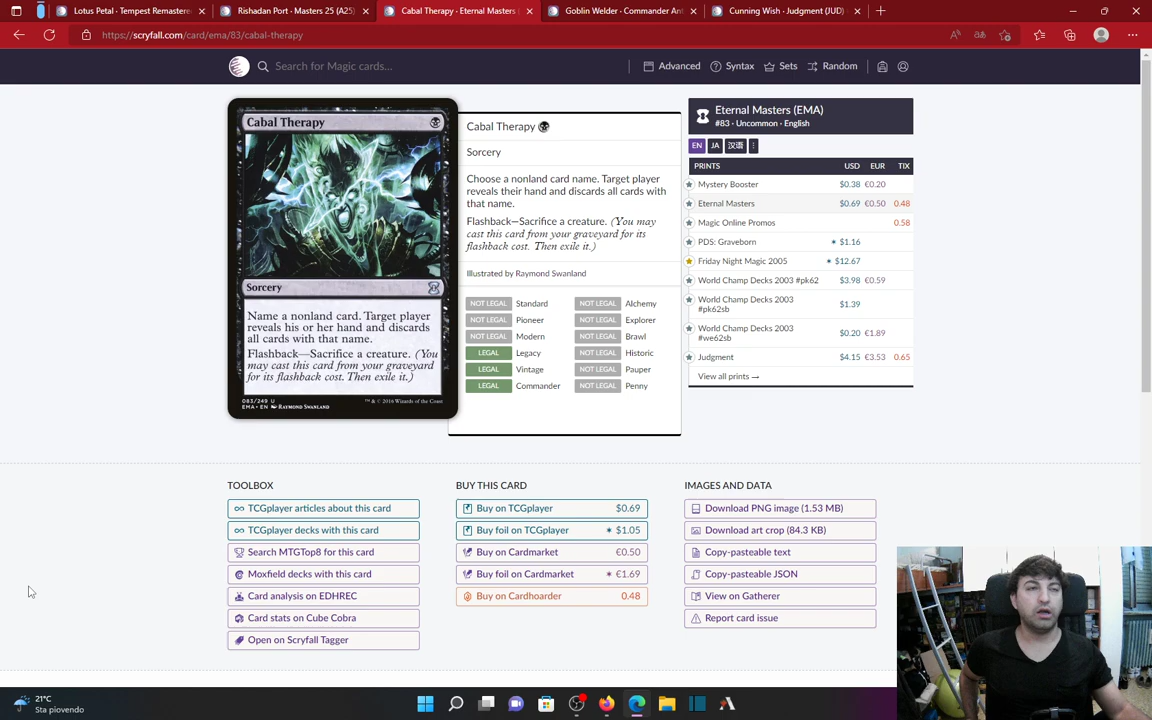 Lotus Petal · Tempest Remastere
Rishadan Port · Masters 25 (A25)
Cabal Therapy · Eternal Masters (
Goblin Welder · Commander Ant
Cunning Wish · Judgment (JUD)
https://scryfall.com/card/ema/83/cabal-therapy
Search for Magic cards...
Advanced
Syntax
Sets
Random
Cabal Therapy
Sorcery
Name a nonland card. Target player
reveals his or her hand and discards
all cards with that name.
Flashback—Sacrifice a creature. (You
may cast this card from your graveyard for its
flashback cost. Then exile it.)
083/249 U
EMA • EN Raymond Swanland
™ & © 2016 Wizards of the Coast
Cabal Therapy
Sorcery
Choose a nonland card name. Target player
reveals their hand and discards all cards with
that name.
Flashback—Sacrifice a creature. (You may
cast this card from your graveyard for its
flashback cost. Then exile it.)
Illustrated by Raymond Swanland
NOT LEGAL Standard NOT LEGAL Alchemy
NOT LEGAL Pioneer NOT LEGAL Explorer
NOT LEGAL Modern NOT LEGAL Brawl
LEGAL Legacy NOT LEGAL Historic
LEGAL Vintage NOT LEGAL Pauper
LEGAL Commander NOT LEGAL Penny
Eternal Masters (EMA)
#83 · Uncommon · English
EN JA 汉语
PRINTS USD EUR TIX
Mystery Booster $0.38 €0.20
Eternal Masters $0.69 €0.50 0.48
Magic Online Promos 0.58
PDS: Graveborn ✶ $1.16
Friday Night Magic 2005 ✶ $12.67
World Champ Decks 2003 #pk62 $3.98 €0.59
World Champ Decks 2003
#pk62sb $1.39
World Champ Decks 2003
#we62sb $0.20 €1.89
Judgment $4.15 €3.53 0.65
View all prints →
TOOLBOX
TCGplayer articles about this card
TCGplayer decks with this card
Search MTGTop8 for this card
Moxfield decks with this card
Card analysis on EDHREC
Card stats on Cube Cobra
Open on Scryfall Tagger
BUY THIS CARD
Buy on TCGplayer $0.69
Buy foil on TCGplayer ✶ $1.05
Buy on Cardmarket €0.50
Buy foil on Cardmarket ✶ €1.69
Buy on Cardhoarder 0.48
IMAGES AND DATA
Download PNG image (1.53 MB)
Download art crop (84.3 KB)
Copy-pasteable text
Copy-pasteable JSON
View on Gatherer
Report card issue
21°C
Sta piovendo